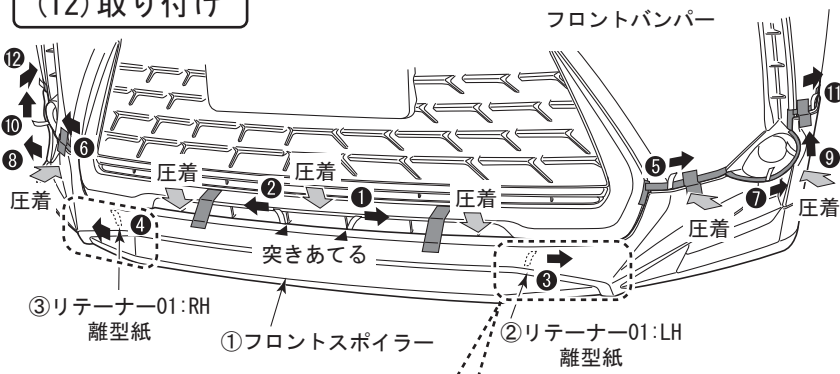 (12)取り付け
フロントバンパー
⓬
⓫
❿
❻
❽
圧着
圧着
❷
圧着
❶
圧着
❺
❾
❼
圧着
圧着
❹
突きあてる
❸
③リテーナー01:RH
離型紙
①フロントスポイラー
②リテーナー01:LH
離型紙